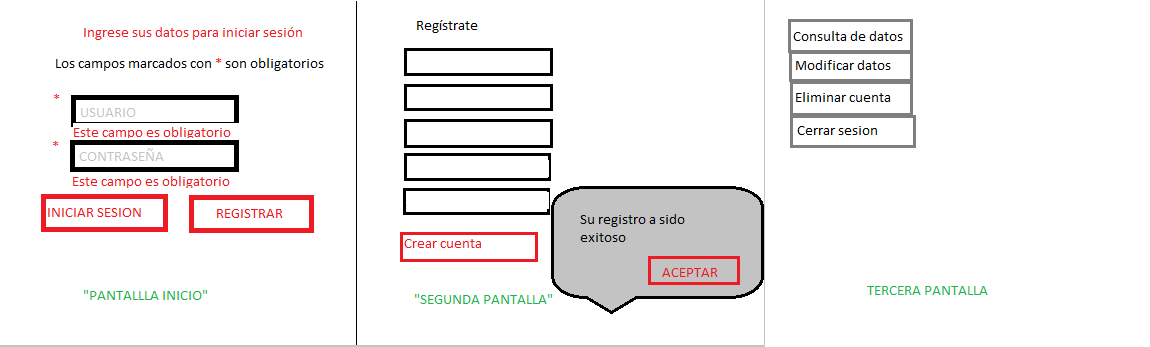 Ingrese sus datos para iniciar sesión
Los campos marcados con * son obligatorios
*
USUARIO
Este campo es obligatorio
*
CONTRASEÑA
Este campo es obligatorio
INICIAR SESION
REGISTRAR
"PANTALLLA INICIO"
Regístrate
Crear cuenta
Su registro a sido
exitoso
ACEPTAR
"SEGUNDA PANTALLA"
Consulta de datos
Modificar datos
Eliminar cuenta
Cerrar sesion
TERCERA PANTALLA